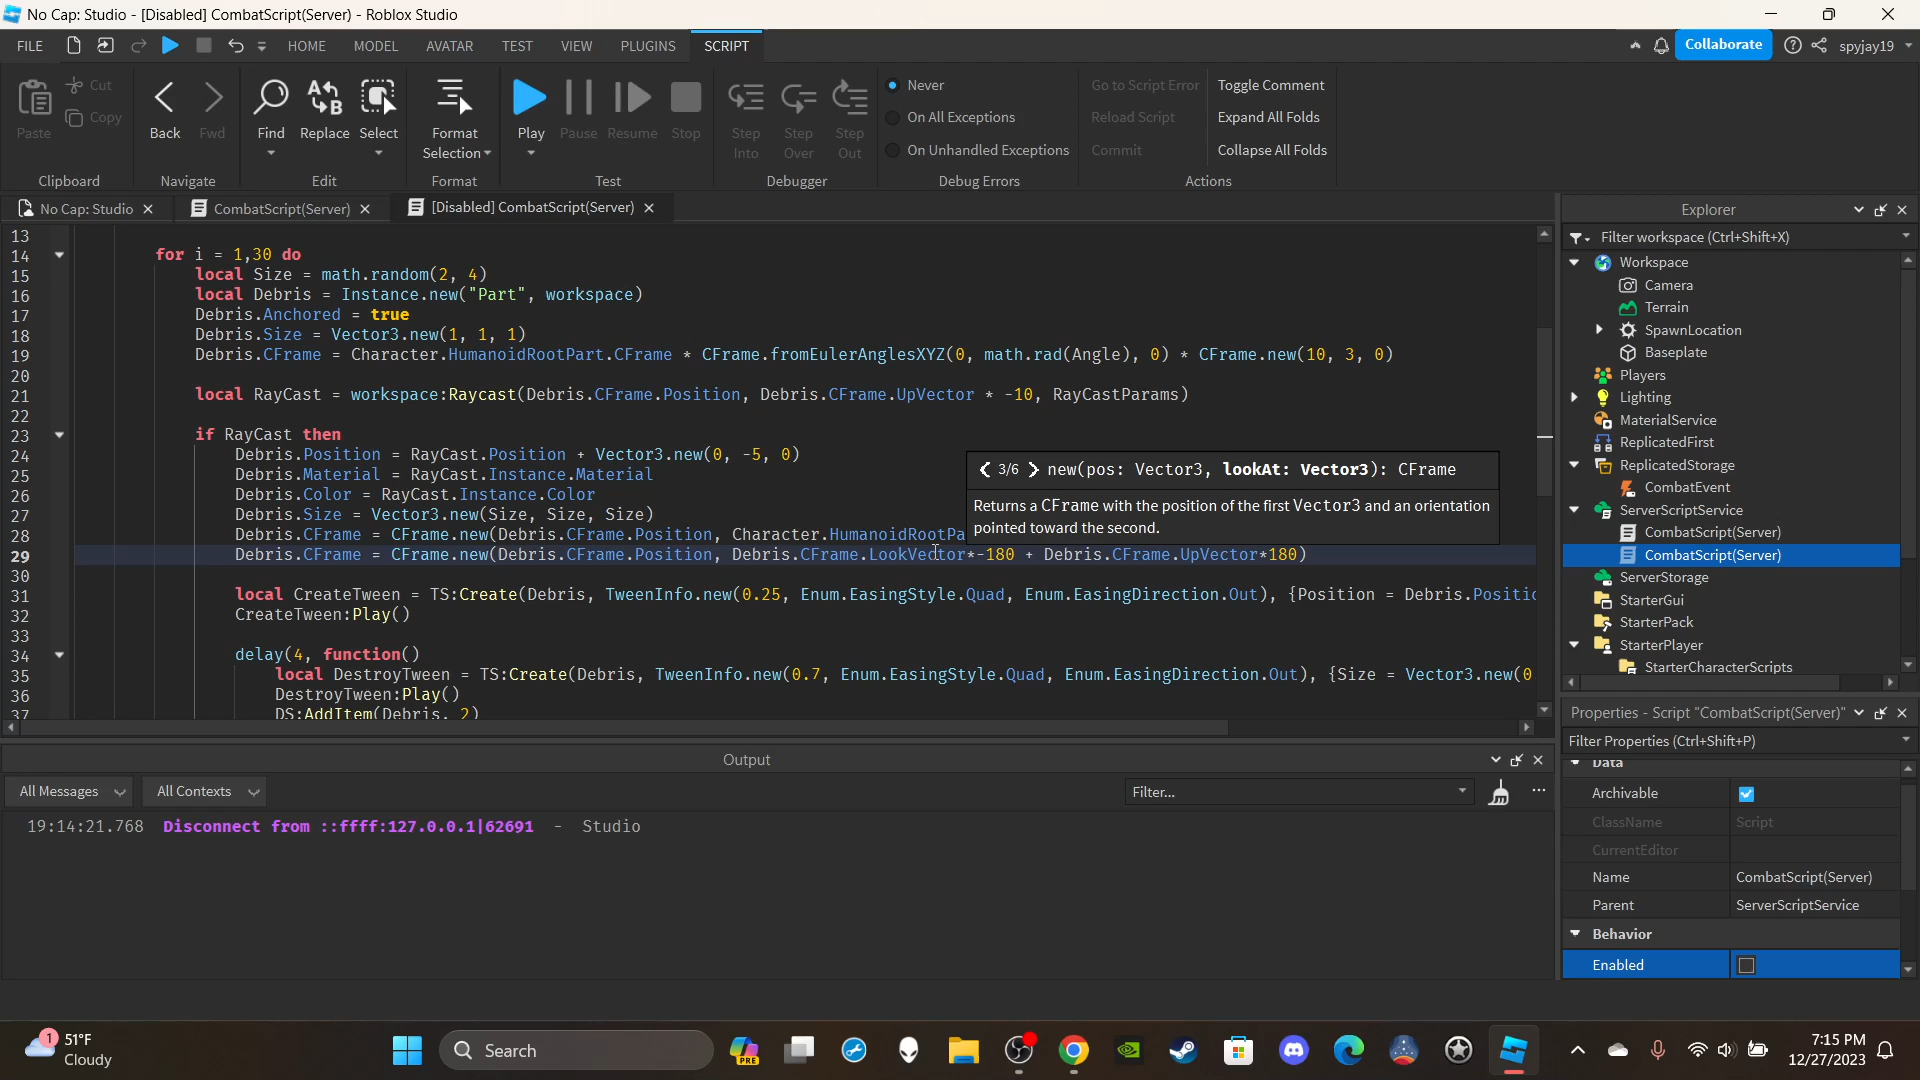 No Cap: Studio - [Disabled] CombatScript(Server) - Roblox Studio
FILE
HOME
MODEL
AVATAR
TEST
VIEW
PLUGINS
SCRIPT
Collaborate
spyjay19
Paste
Cut
Copy
Clipboard
Back
Fwd
Navigate
Find
Replace
Select
Edit
Format
Selection
Format
Play
Pause
Resume
Stop
Test
Step
Into
Step
Over
Step
Out
Debugger
Never
On All Exceptions
On Unhandled Exceptions
Debug Errors
Go to Script Error
Reload Script
Commit
Toggle Comment
Expand All Folds
Collapse All Folds
Actions
No Cap: Studio
CombatScript(Server)
[Disabled] CombatScript(Server)
13
14 for i = 1,30 do
15 local Size = math.random(2, 4)
16 local Debris = Instance.new("Part", workspace)
17 Debris.Anchored = true
18 Debris.Size = Vector3.new(1, 1, 1)
19 Debris.CFrame = Character.HumanoidRootPart.CFrame * CFrame.fromEulerAnglesXYZ(0, math.rad(Angle), 0) * CFrame.new(10, 3, 0)
20
21 local RayCast = workspace:Raycast(Debris.CFrame.Position, Debris.CFrame.UpVector * -10, RayCastParams)
22
23 if RayCast then
24 Debris.Position = RayCast.Position + Vector3.new(0, -5, 0)
25 Debris.Material = RayCast.Instance.Material
26 Debris.Color = RayCast.Instance.Color
27 Debris.Size = Vector3.new(Size, Size, Size)
28 Debris.CFrame = CFrame.new(Debris.CFrame.Position, Character.HumanoidRootPa
29 Debris.CFrame = CFrame.new(Debris.CFrame.Position, Debris.CFrame.LookVector*-180 + Debris.CFrame.UpVector*180)
30
31 local CreateTween = TS:Create(Debris, TweenInfo.new(0.25, Enum.EasingStyle.Quad, Enum.EasingDirection.Out), {Position = Debris.Positic
32 CreateTween:Play()
33
34 delay(4, function()
35 local DestroyTween = TS:Create(Debris, TweenInfo.new(0.7, Enum.EasingStyle.Quad, Enum.EasingDirection.Out), {Size = Vector3.new(0
36 DestroyTween:Play()
37 DS:AddItem(Debris, 2)
3/6 new(pos: Vector3, lookAt: Vector3): CFrame
Returns a CFrame with the position of the first Vector3 and an orientation
pointed toward the second.
Output
All Messages
All Contexts
Filter...
19:14:21.768 Disconnect from ::ffff:127.0.0.1|62691 - Studio
Explorer
Filter workspace (Ctrl+Shift+X)
Workspace
Camera
Terrain
SpawnLocation
Baseplate
Players
Lighting
MaterialService
ReplicatedFirst
ReplicatedStorage
CombatEvent
ServerScriptService
CombatScript(Server)
CombatScript(Server)
ServerStorage
StarterGui
StarterPack
StarterPlayer
StarterCharacterScripts
Properties - Script "CombatScript(Server)"
Filter Properties (Ctrl+Shift+P)
Data
Archivable
ClassName Script
CurrentEditor
Name CombatScript(Server)
Parent ServerScriptService
Behavior
Enabled
1
51°F
Cloudy
Search
PRE
7:15 PM
12/27/2023